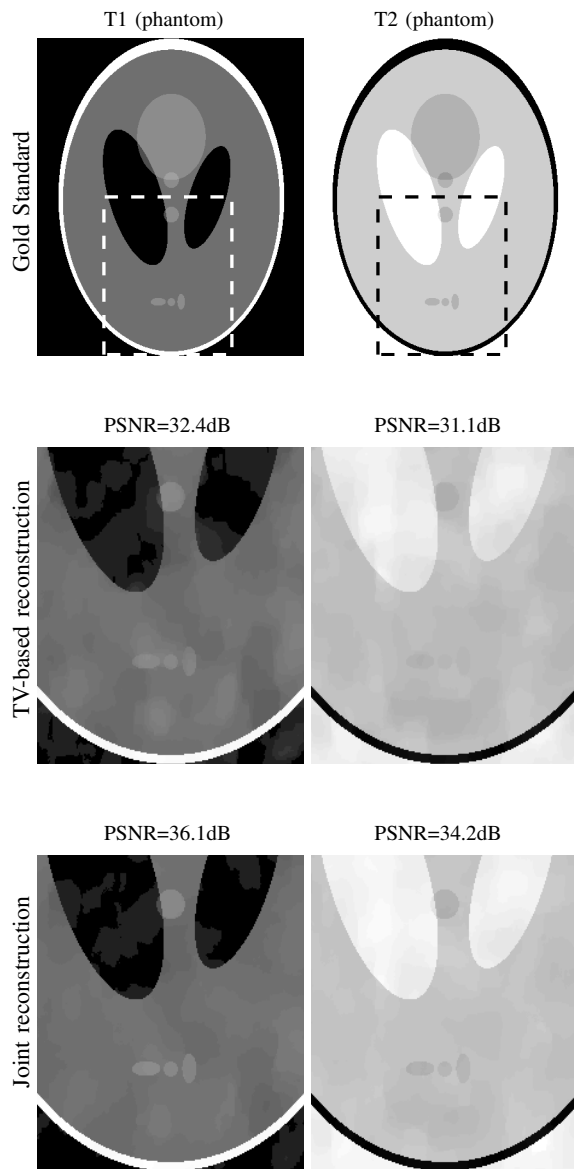 T1 (phantom) T2 (phantom)
Gold Standard
PSNR=32.4dB PSNR=31.1dB
TV-based reconstruction
PSNR=36.1dB PSNR=34.2dB
Joint reconstruction